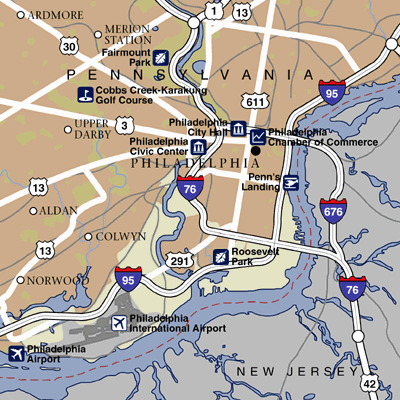 ARDMORE
1
13
MERION
STATION
30
Fairmount
Park
PENNSYLVANIA
Cobbs Creek-Karakung
Golf Course
95
611
UPPER
DARBY
3
Philadelphia
City Hall
Philadelphia
Chamber of Commerce
Philadelphia
Civic Center
PHILADELPHIA
13
76
Penn's
Landing
ALDAN
676
COLWYN
13
291
Roosevelt
Park
NORWOOD
95
76
Philadelphia
International Airport
Philadelphia
Airport
NEW JERSEY
42